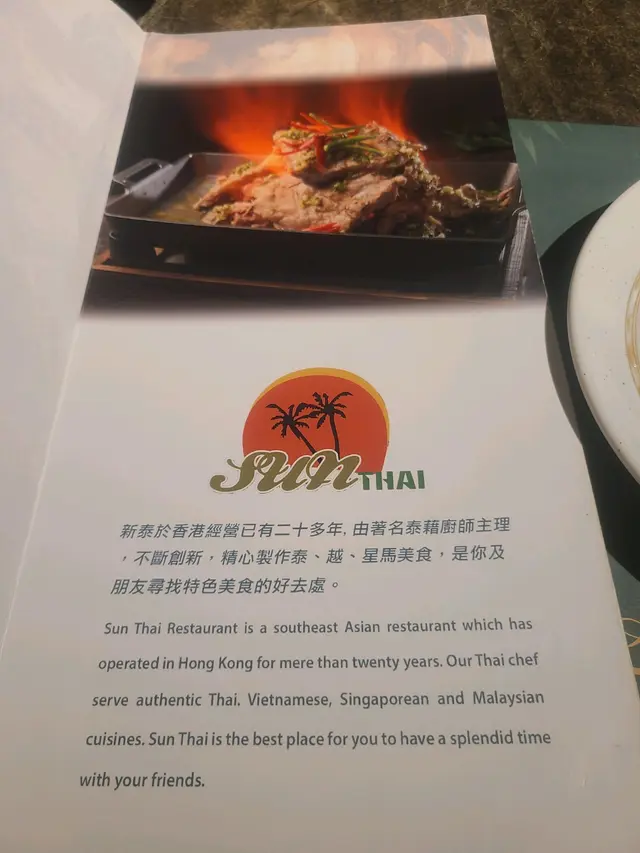 SUN THAI
新泰於香港經營已有二十多年, 由著名泰藉廚師主理
，不斷創新，精心製作泰、越、星馬美食，是你及
朋友尋找特色美食的好去處。
Sun Thai Restaurant is a southeast Asian restaurant which has
operated in Hong Kong for mere than twenty years. Our Thai chef
serve authentic Thai, Vietnamese, Singaporean and Malaysian
cuisines. Sun Thai is the best place for you to have a splendid time
with your friends.